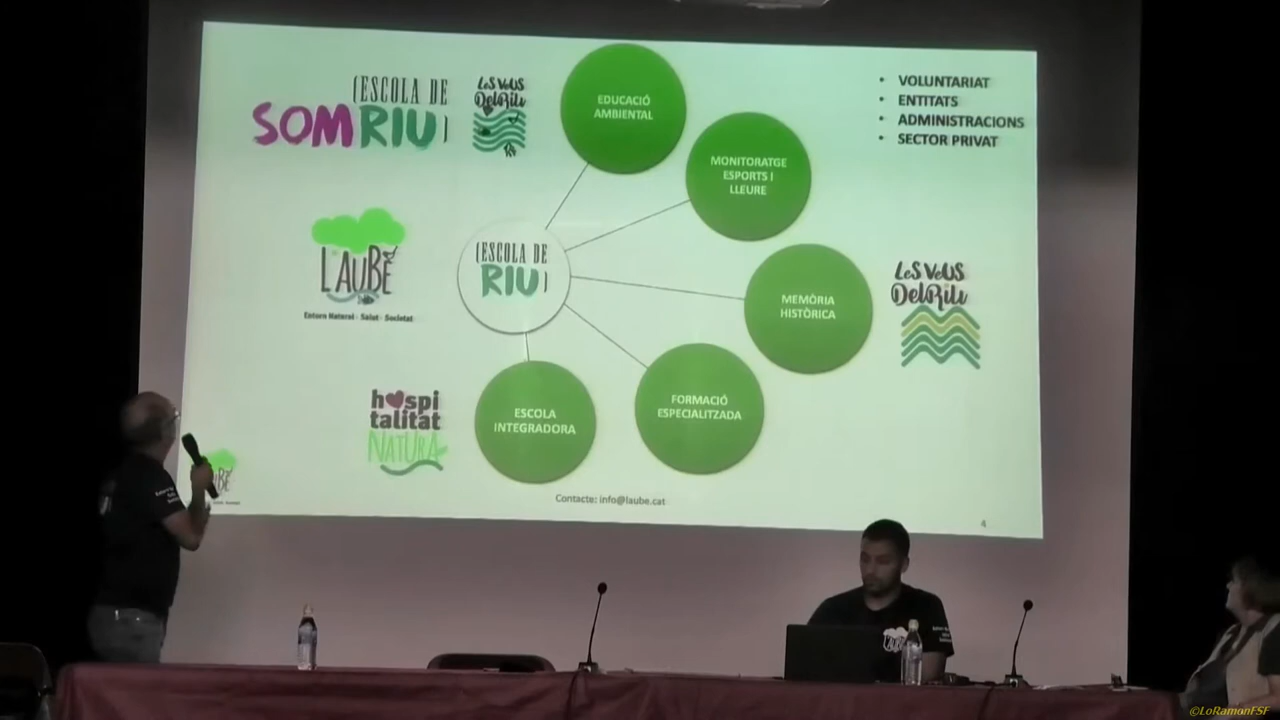 (ESCOLA DE
SOMRIU)
LeS VeUS
DelRiu
EDUCACIÓ
AMBIENTAL
• VOLUNTARIAT
• ENTITATS
• ADMINISTRACIONS
• SECTOR PRIVAT
MONITORATGE
ESPORTS I
LLEURE
L'AUBÈ
Entorn Natural - Salut - Societat
(ESCOLA DE
RIU)
MEMÒRIA
HISTÒRICA
LeS VeUS
DelRiu
hospi
talitat
NATURA
ESCOLA
INTEGRADORA
FORMACIÓ
ESPECIALITZADA
Contacte: info@laube.cat
4
©LoRamonFSF